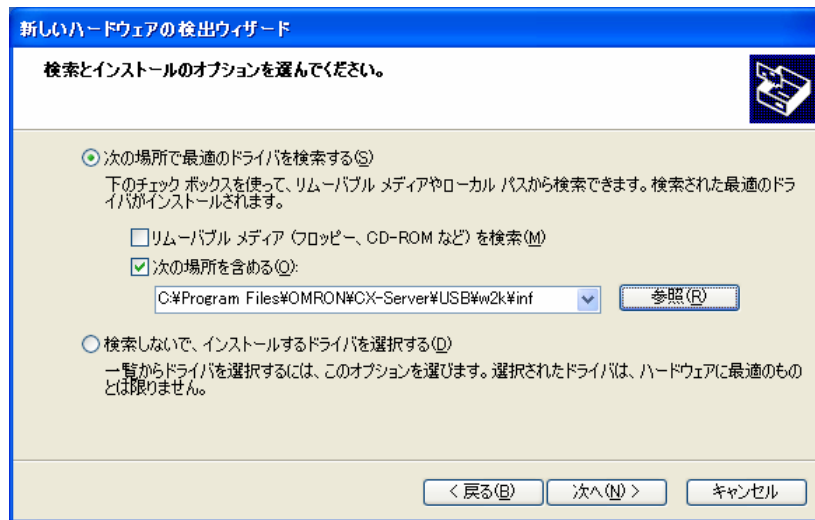 新しいハードウェアの検出ウィザード
検索とインストールのオプションを選んでください。
次の場所で最適のドライバを検索する(S)
下のチェック ボックスを使って、リムーバブル メディアやローカル パスから検索できます。検索された最適のドラ
イバがインストールされます。
リムーバブル メディア (フロッピー、CD-ROM など) を検索(M)
次の場所を含める(O):
C:¥Program Files¥OMRON¥CX-Server¥USB¥w2k¥inf
参照(R)
検索しないで、インストールするドライバを選択する(D)
一覧からドライバを選択するには、このオプションを選びます。選択されたドライバは、ハードウェアに最適のもの
とは限りません。
< 戻る(B)
次へ(N) >
キャンセル